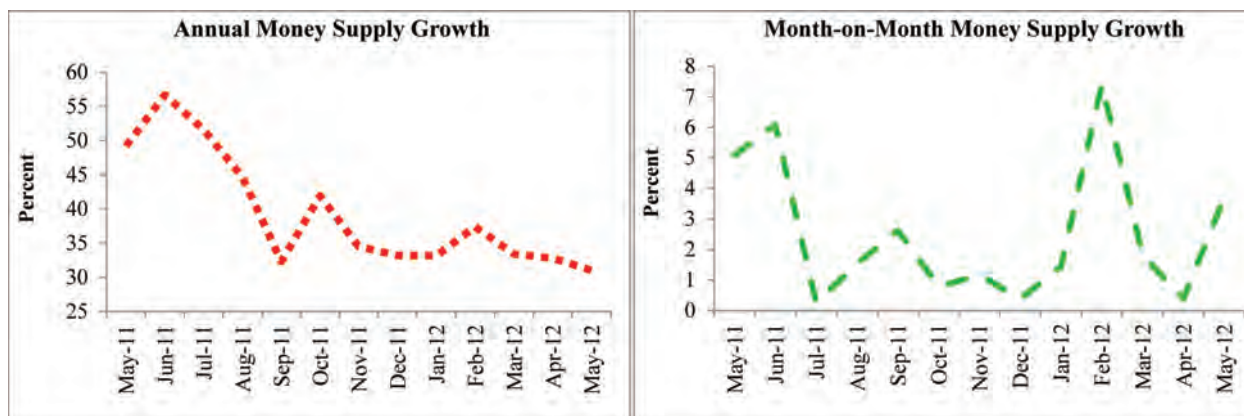 Annual Money Supply Growth
60
55
50
45
40
35
30
25
Percent
May-11
Jun-11
Jul-11
Aug-11
Sep-11
Oct-11
Nov-11
Dec-11
Jan-12
Feb-12
Mar-12
Apr-12
May-12
Month-on-Month Money Supply Growth
8
7
6
5
4
3
2
1
0
Percent
May-11
Jun-11
Jul-11
Aug-11
Sep-11
Oct-11
Nov-11
Dec-11
Jan-12
Feb-12
Mar-12
Apr-12
May-12